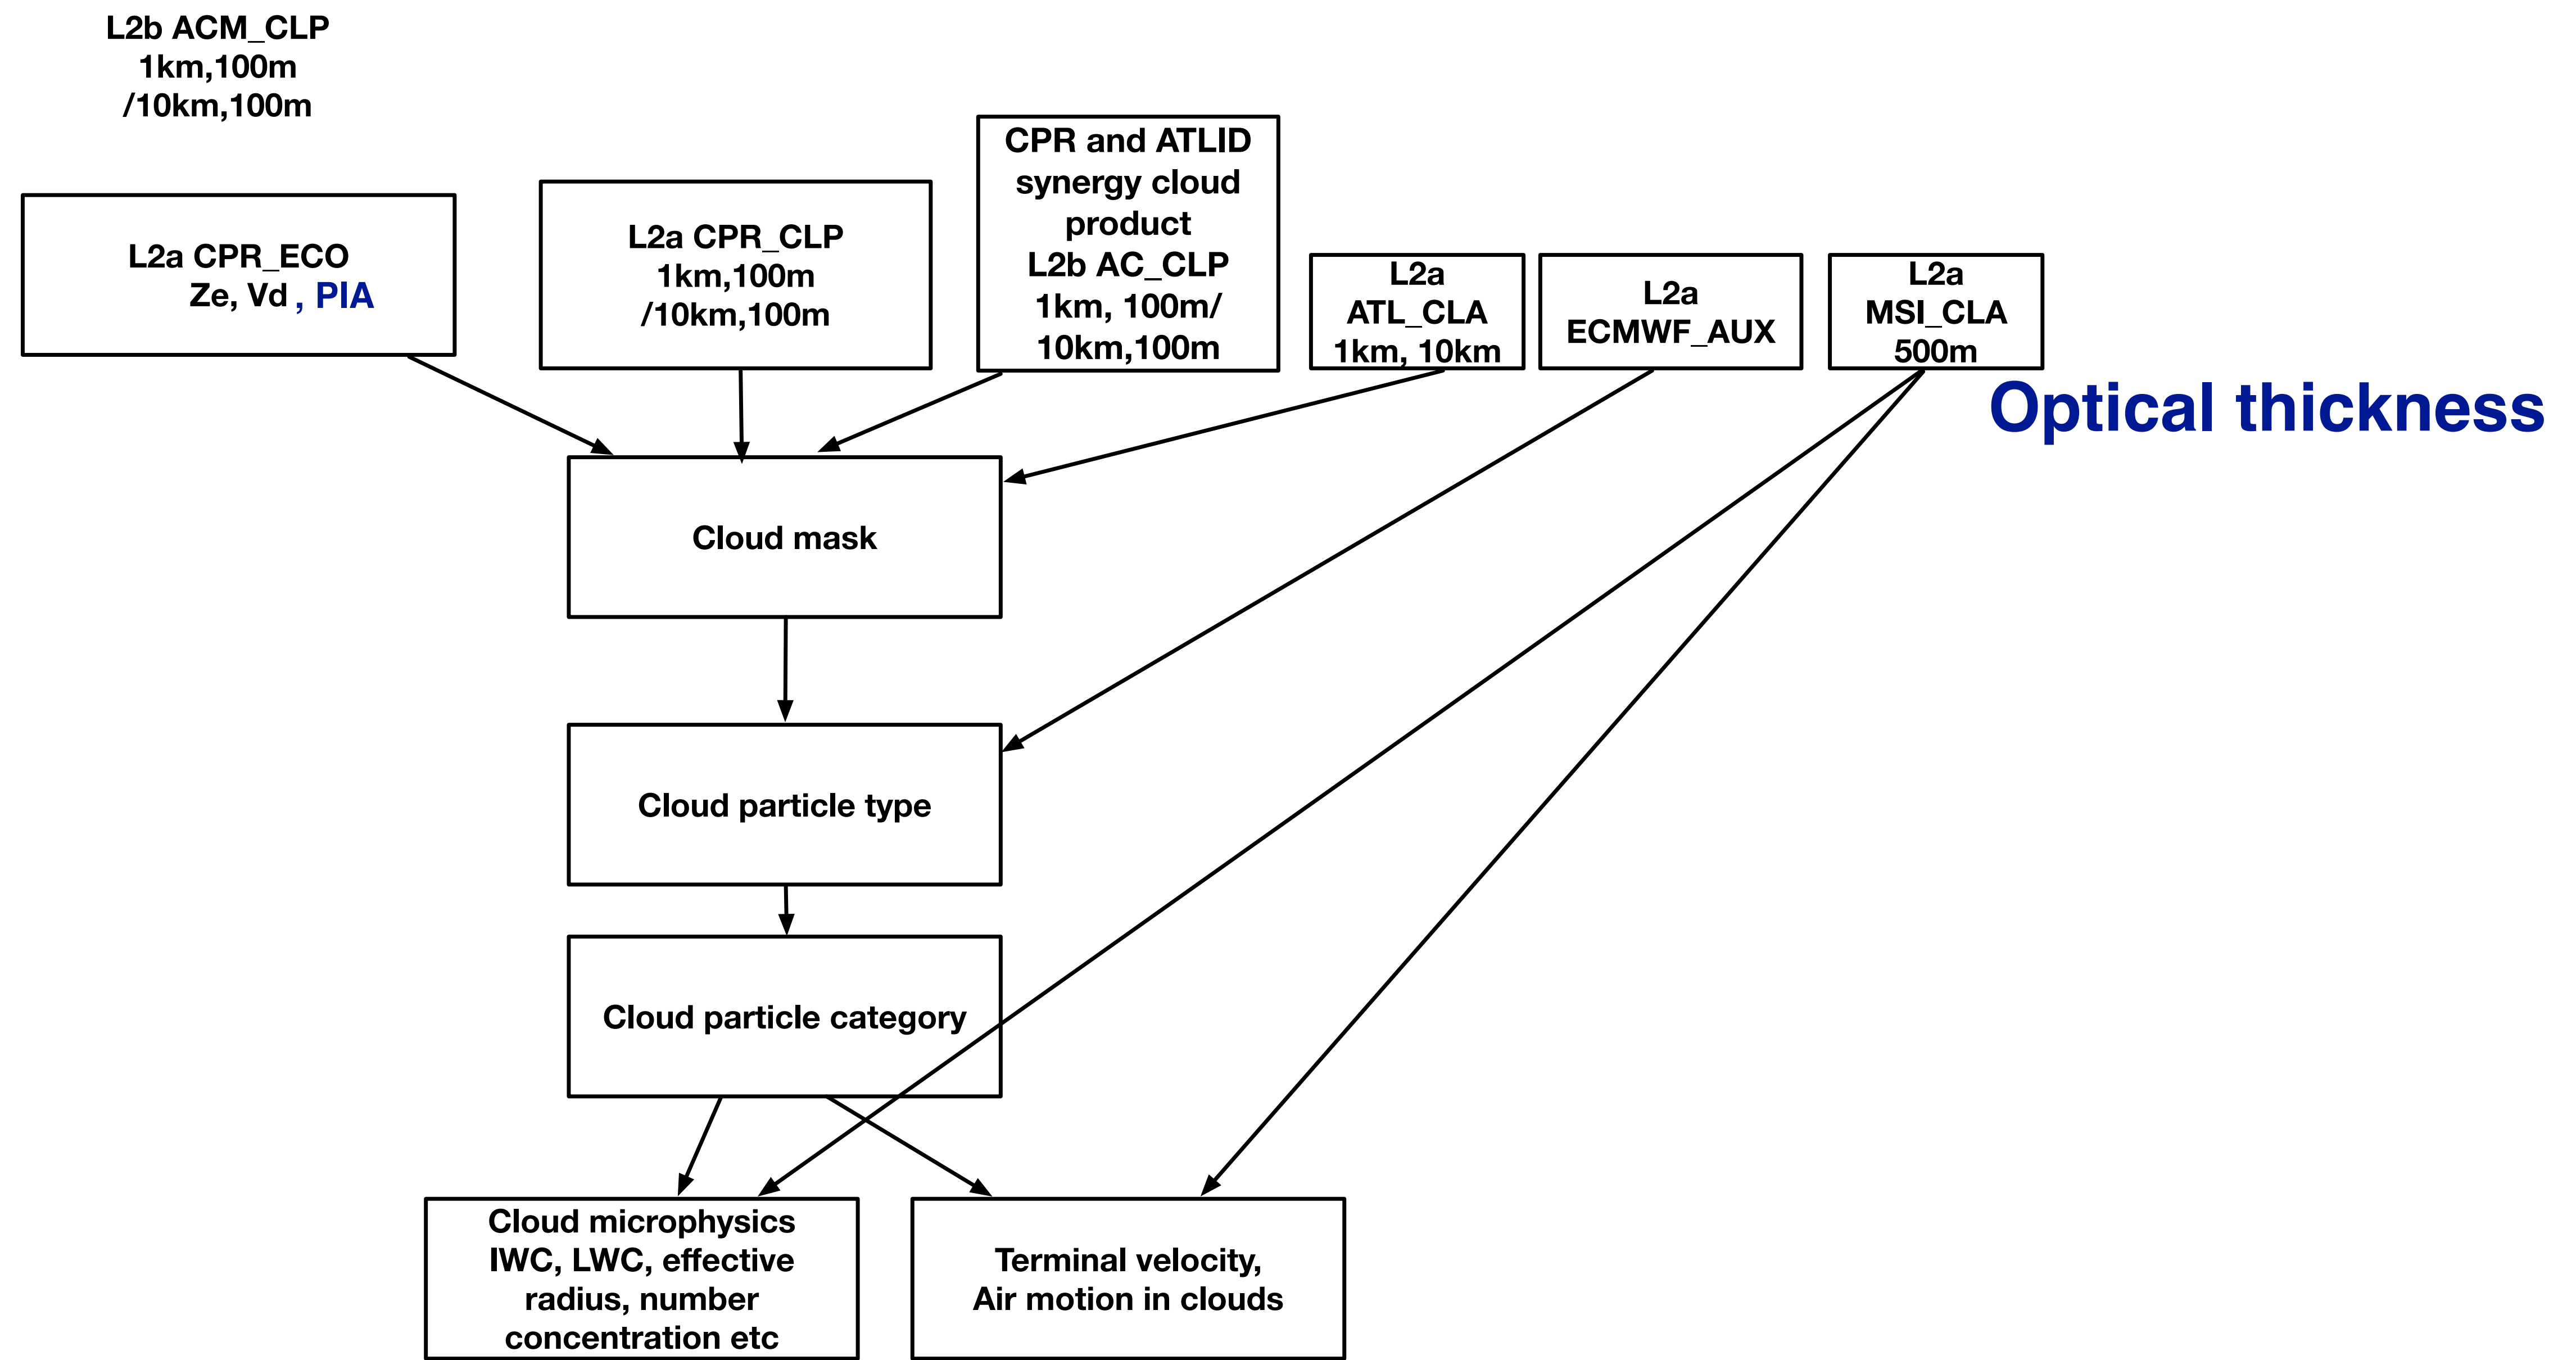 L2b ACM_CLP
1km,100m
/10km,100m
L2a CPR_ECO
Ze, Vd , PIA
L2a CPR_CLP
1km,100m
/10km,100m
CPR and ATLID
synergy cloud
product
L2b AC_CLP
1km, 100m/
10km,100m
L2a
ATL_CLA
1km, 10km
L2a
ECMWF_AUX
L2a
MSI_CLA
500m
Optical thickness
Cloud mask
Cloud particle type
Cloud particle category
Cloud microphysics
IWC, LWC, effective
radius, number
concentration etc
Terminal velocity,
Air motion in clouds